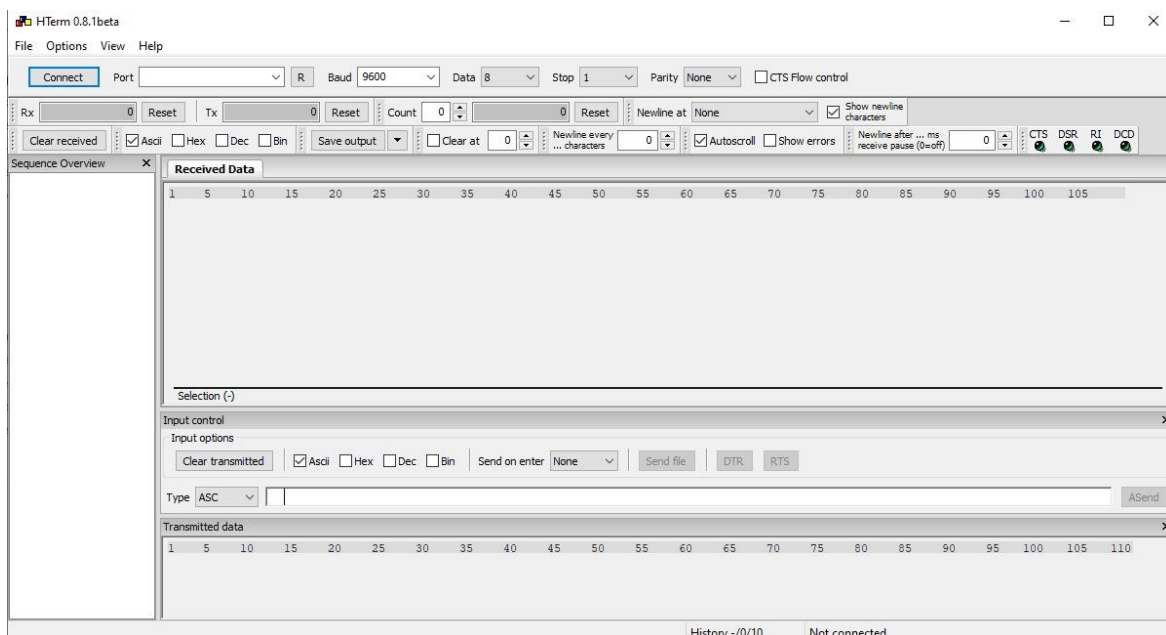 HTerm 0.8.1beta
File Options View Help
Connect Port R Baud 9600 Data 8 Stop 1 Parity None CTS Flow control
Rx 0 Reset Tx 0 Reset Count 0 0 Reset Newline at None Show newline characters
Clear received Ascii Hex Dec Bin Save output Clear at 0 Newline every ... characters 0 Autoscroll Show errors Newline after ... ms receive pause (0=off) 0 CTS DSR RI DCD
Sequence Overview
Received Data
1 5 10 15 20 25 30 35 40 45 50 55 60 65 70 75 80 85 90 95 100 105
Selection (-)
Input control
Input options
Clear transmitted Ascii Hex Dec Bin Send on enter None Send file DTR RTS
Type ASC ASend
Transmitted data
1 5 10 15 20 25 30 35 40 45 50 55 60 65 70 75 80 85 90 95 100 105 110
History -/0/10 Not connected